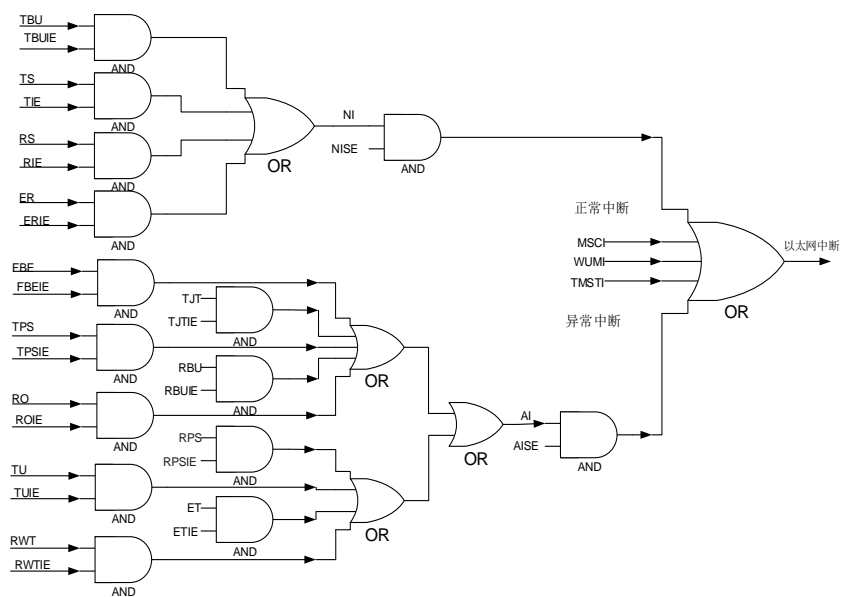 TBU
TBUIE
AND
TS
TIE
AND
RS
RIE
AND
ER
ERIE
AND
OR
NI
NISE
AND
正常中断
MSCI
WUMI
TMSTI
异常中断
OR
以太网中断
FBE
FBEIE
AND
TJT
TJTIE
AND
TPS
TPSIE
AND
RBU
RBUIE
AND
RO
ROIE
AND
OR
RPS
RPSIE
AND
TU
TUIE
AND
ET
ETIE
AND
RWT
RWTIE
AND
OR
OR
AI
AISE
AND